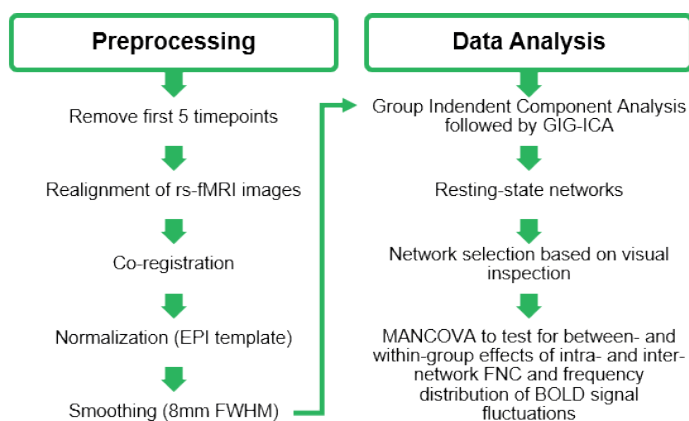 Preprocessing
Remove first 5 timepoints
Realignment of rs-fMRI images
Co-registration
Normalization (EPI template)
Smoothing (8mm FWHM)
Data Analysis
Group Indendent Component Analysis
followed by GIG-ICA
Resting-state networks
Network selection based on visual
inspection
MANCOVA to test for between- and
within-group effects of intra- and inter-
network FNC and frequency
distribution of BOLD signal
fluctuations